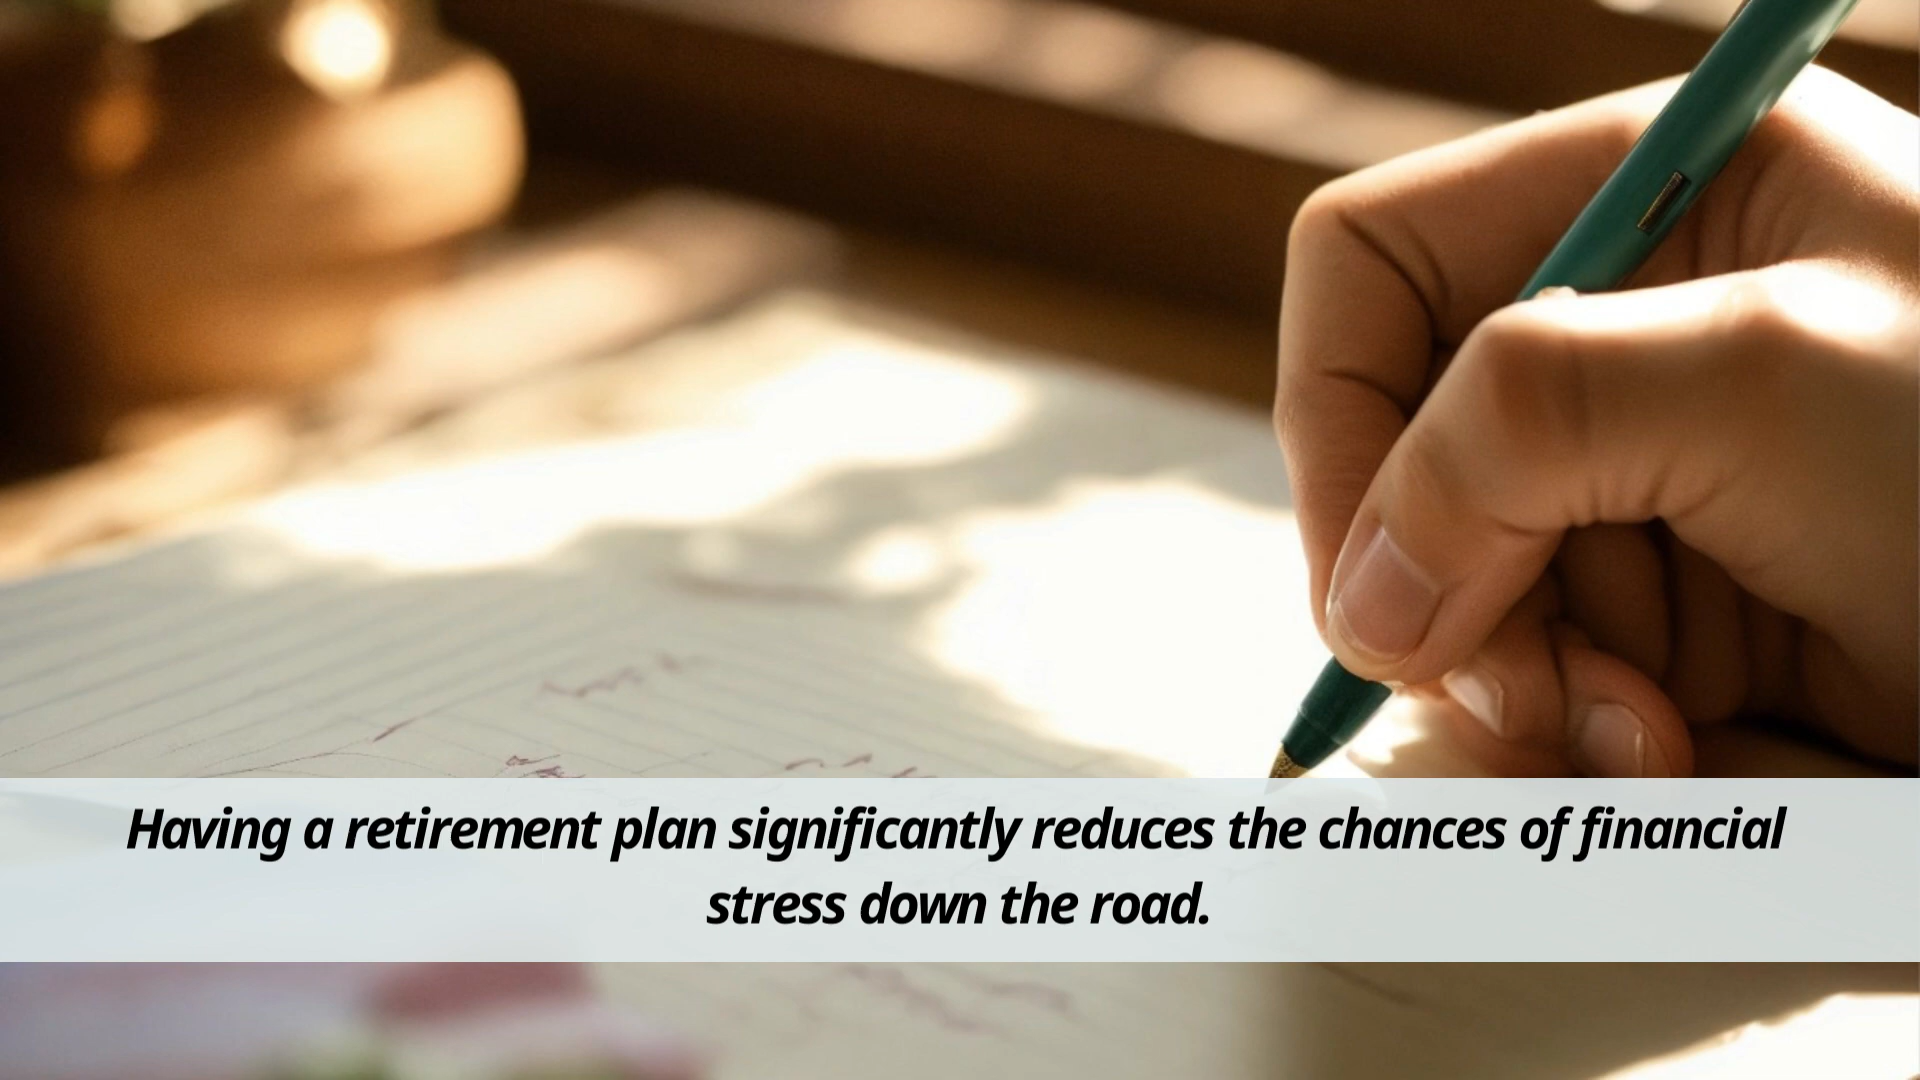 Having a retirement plan significantly reduces the chances of financial
stress down the road.